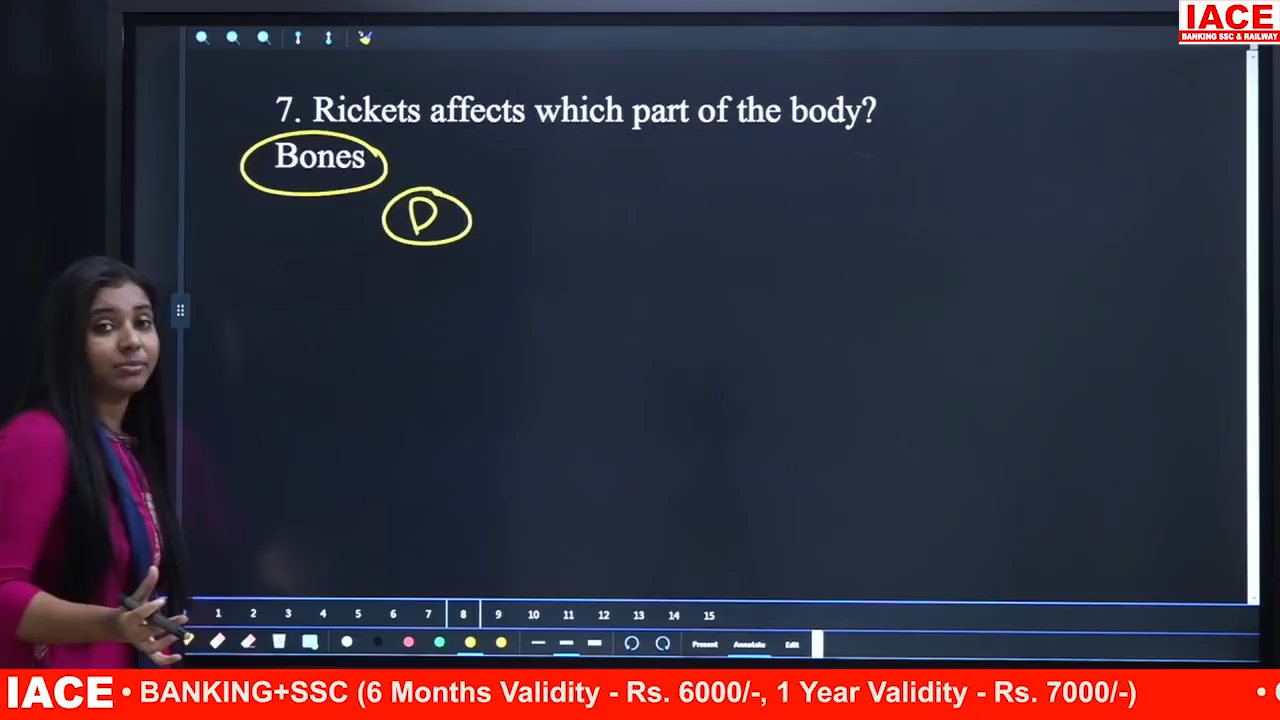 IACE
BANKING SSC & RAILWAY
7. Rickets affects which part of the body?
Bones
D
1 2 3 4 5 6 7 8 9 10 11 12 13 14 15
Present Annotate Edit
IACE • BANKING+SSC (6 Months Validity - Rs. 6000/-, 1 Year Validity - Rs. 7000/-) •